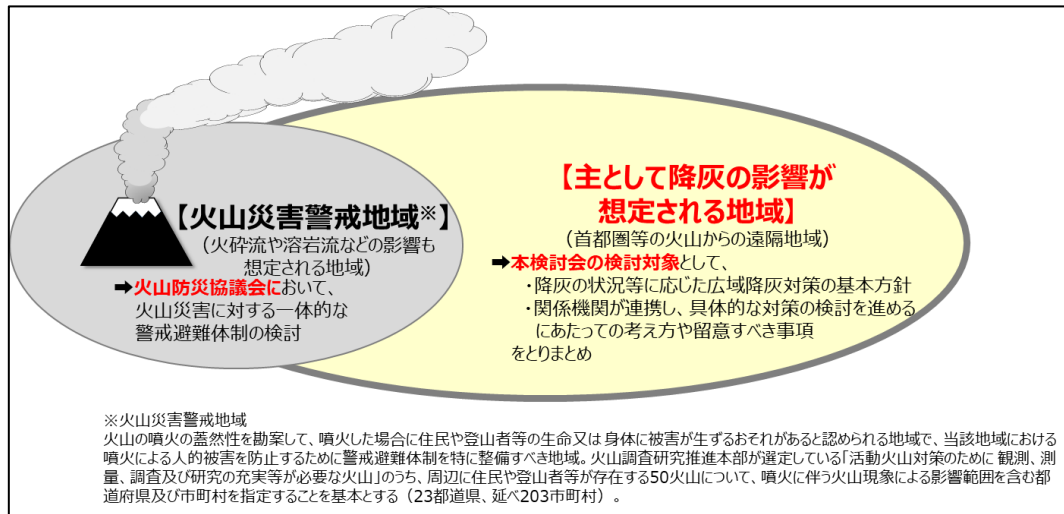 【火山災害警戒地域※】
(火砕流や溶岩流などの影響も
想定される地域)
➡火山防災協議会において、
火山災害に対する一体的な
警戒避難体制の検討
【主として降灰の影響が
想定される地域】
(首都圏等の火山からの遠隔地域)
➡本検討会の検討対象として、
・降灰の状況等に応じた広域降灰対策の基本方針
・関係機関が連携し、具体的な対策の検討を進める
にあたっての考え方や留意すべき事項
をとりまとめ
※火山災害警戒地域
火山の噴火の蓋然性を勘案して、噴火した場合に住民や登山者等の生命又は身体に被害が生ずるおそれがあると認められる地域で、当該地域における
噴火による人的被害を防止するために警戒避難体制を特に整備すべき地域。火山調査研究推進本部が選定している「活動火山対策のために観測、測
量、調査及び研究の充実等が必要な火山」のうち、周辺に住民や登山者等が存在する50火山について、噴火に伴う火山現象による影響範囲を含む都
道府県及び市町村を指定することを基本とする(23都道県、延べ203市町村)。